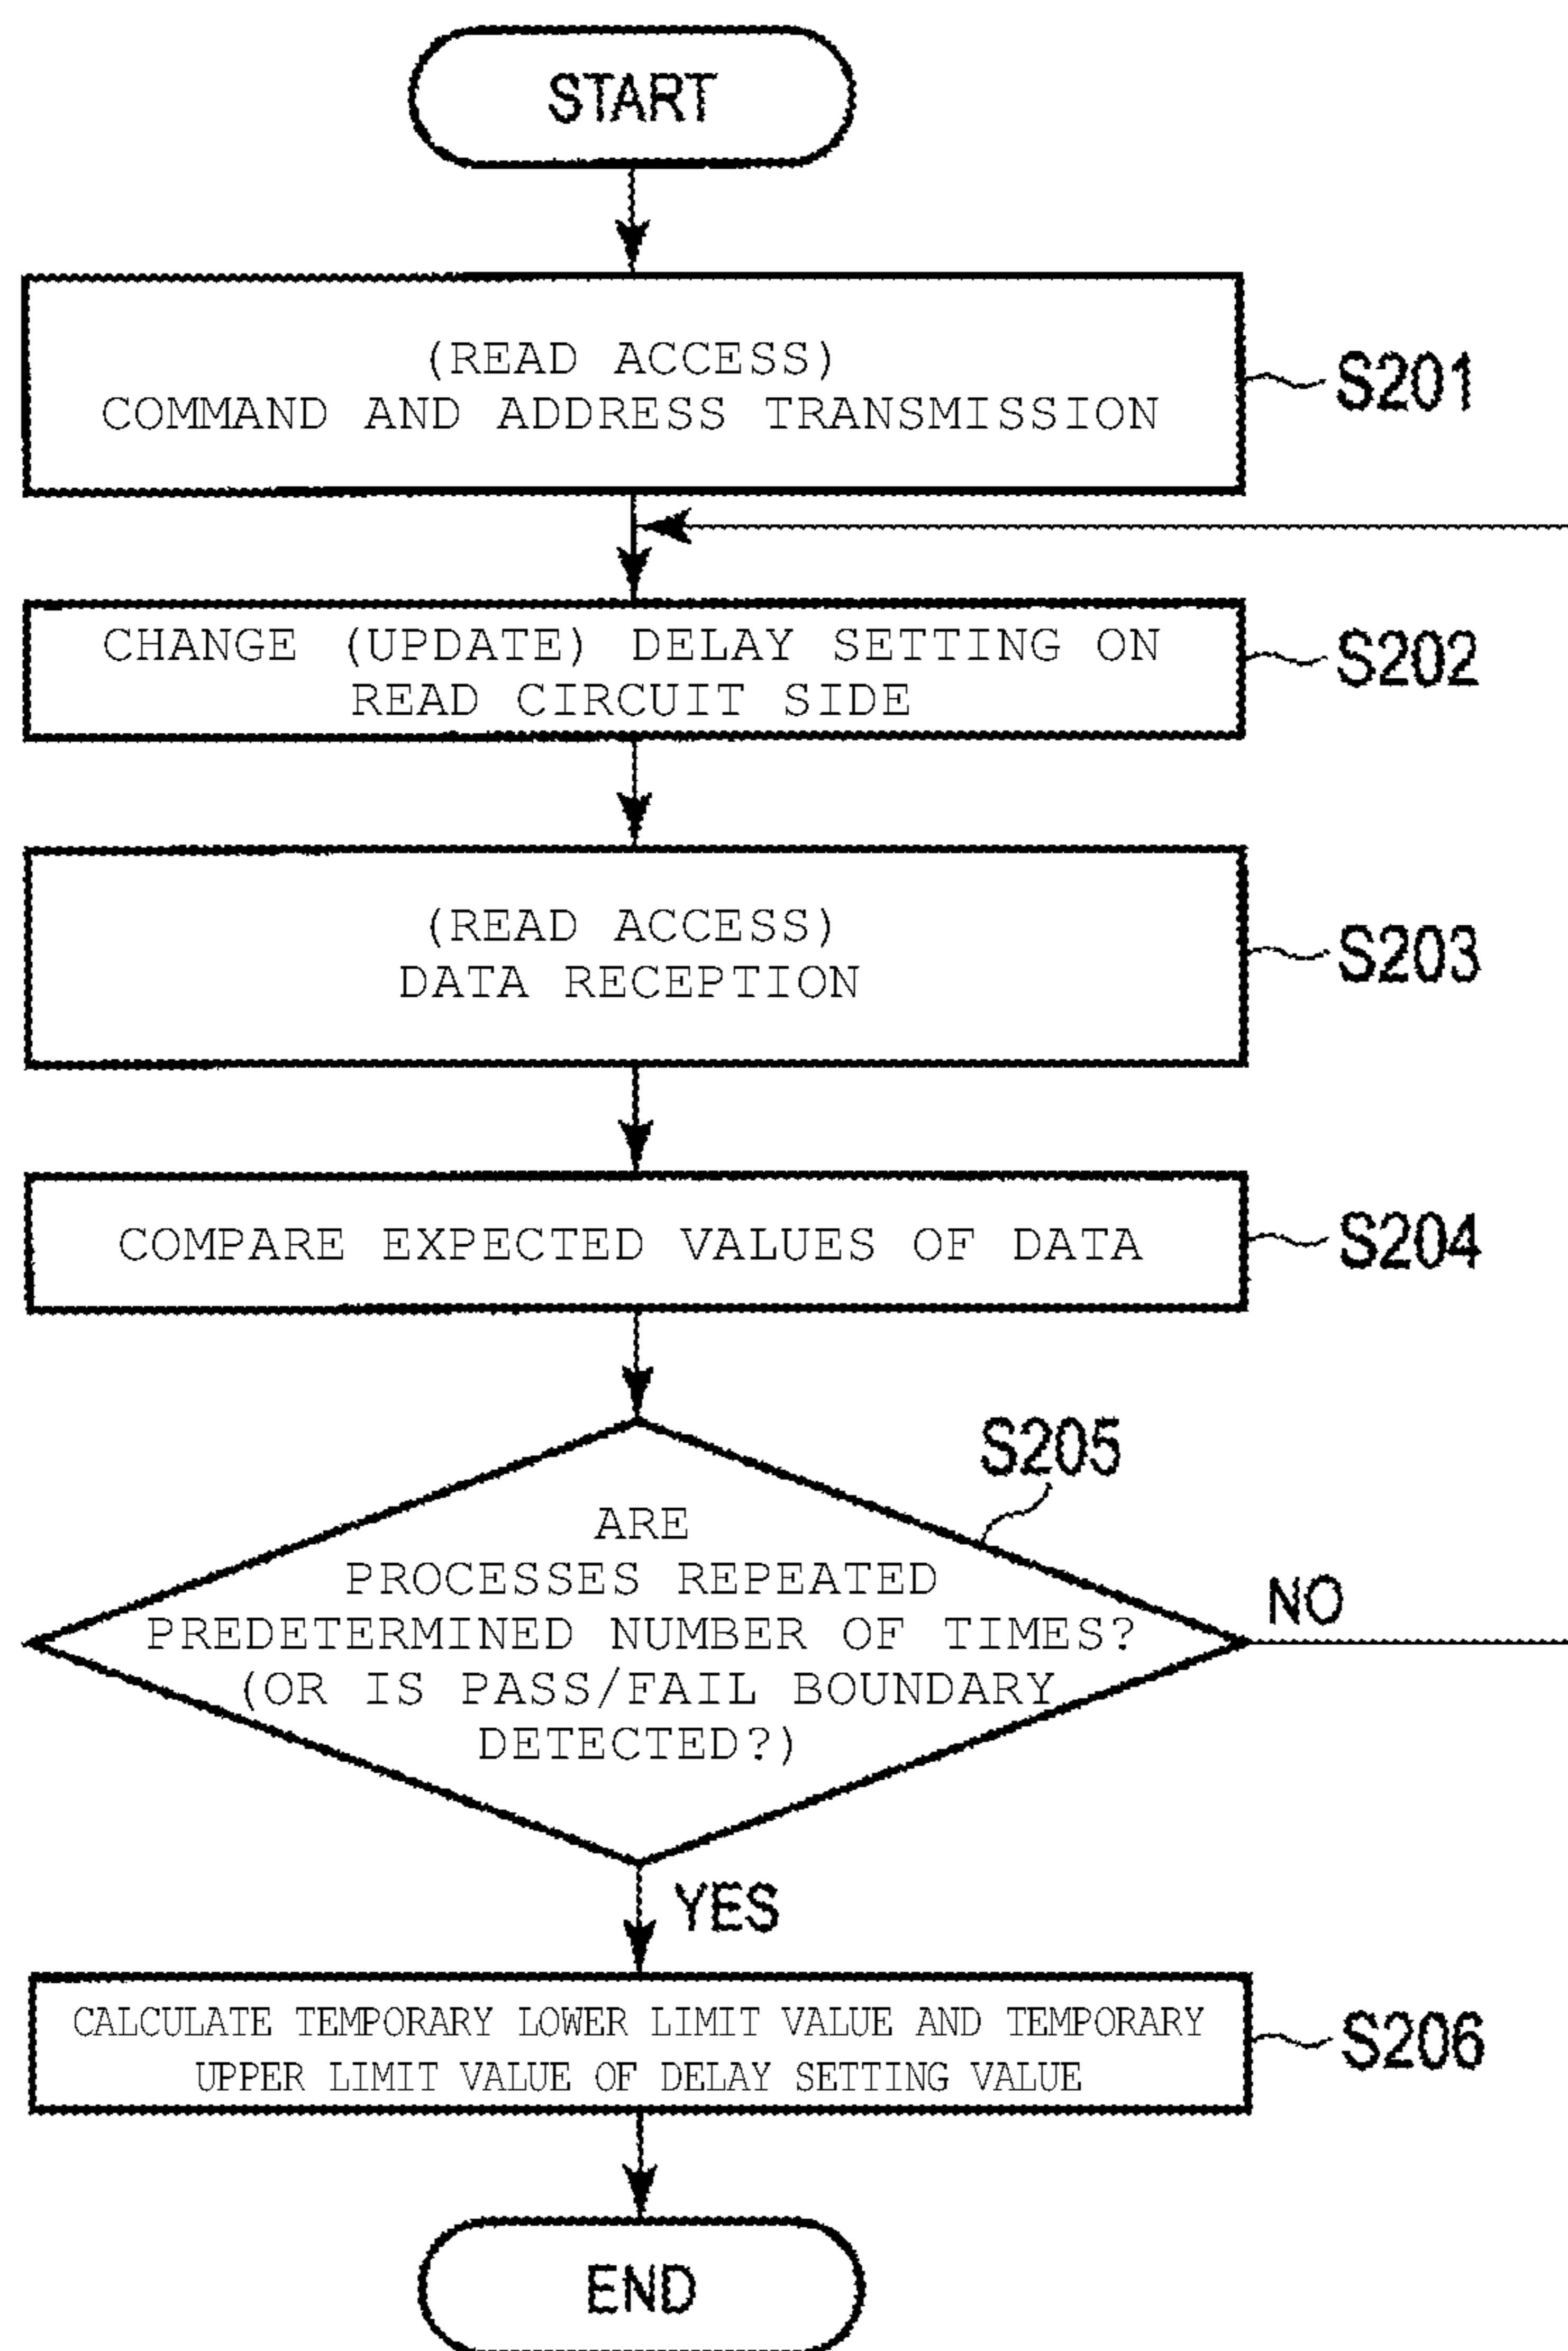 START
(READ ACCESS)
COMMAND AND ADDRESS TRANSMISSION
S201
CHANGE (UPDATE) DELAY SETTING ON
READ CIRCUIT SIDE
S202
(READ ACCESS)
DATA RECEPTION
S203
COMPARE EXPECTED VALUES OF DATA
S204
S205
ARE
PROCESSES REPEATED
PREDETERMINED NUMBER OF TIMES?
(OR IS PASS/FAIL BOUNDARY
DETECTED?)
NO
YES
CALCULATE TEMPORARY LOWER LIMIT VALUE AND TEMPORARY
UPPER LIMIT VALUE OF DELAY SETTING VALUE
S206
END